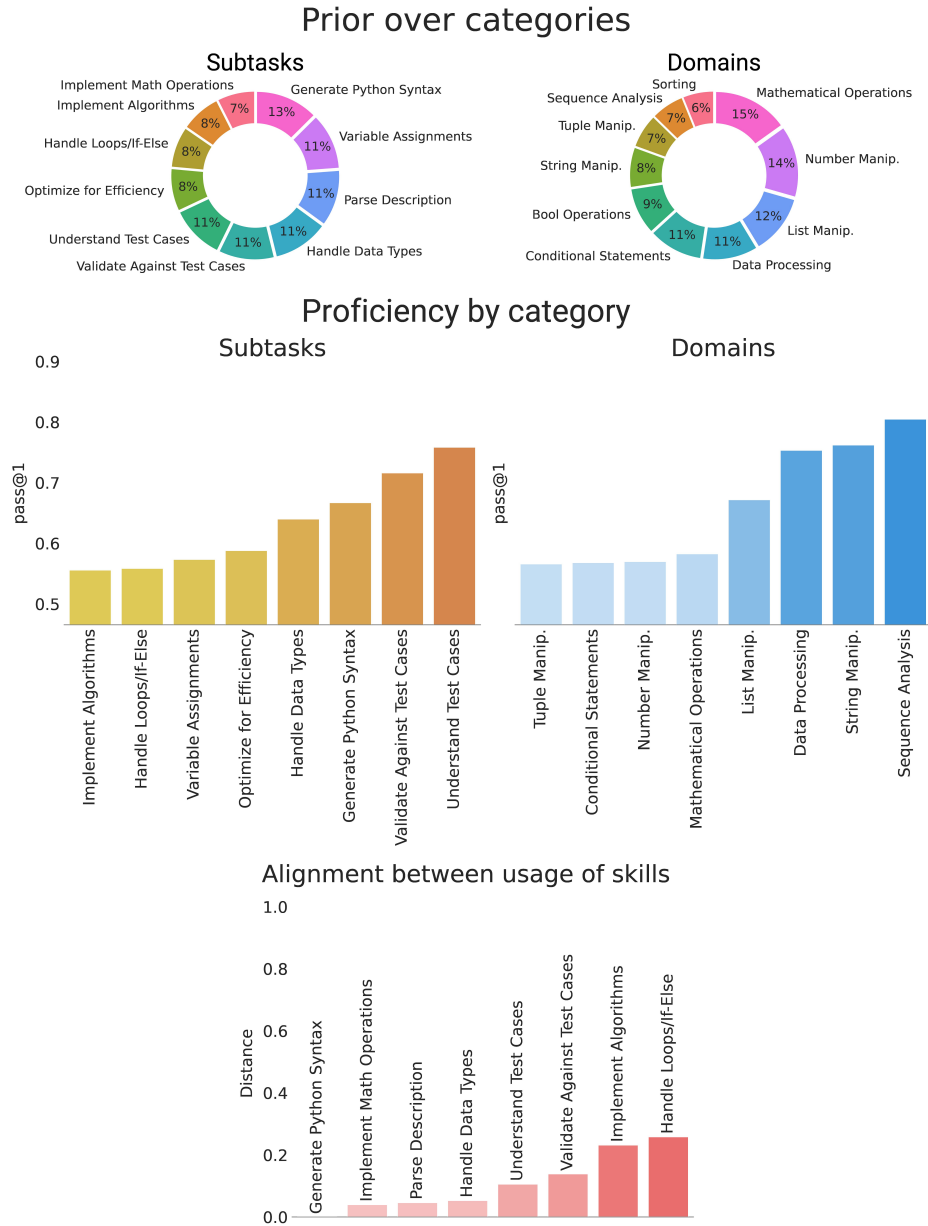 Prior over categories
Subtasks
Domains
Implement Math Operations
Generate Python Syntax
Implement Algorithms
Variable Assignments
Handle Loops/If-Else
Parse Description
Optimize for Efficiency
Handle Data Types
Understand Test Cases
Validate Against Test Cases
7%
13%
8%
11%
8%
11%
8%
11%
11%
11%
Sorting
Mathematical Operations
Sequence Analysis
Number Manip.
Tuple Manip.
List Manip.
String Manip.
Data Processing
Bool Operations
Conditional Statements
6%
15%
7%
14%
7%
12%
8%
11%
9%
11%
Proficiency by category
Subtasks
Domains
0.9
0.8
0.7
0.6
0.5
pass@1
Implement Algorithms
Handle Loops/If-Else
Variable Assignments
Optimize for Efficiency
Handle Data Types
Generate Python Syntax
Validate Against Test Cases
Understand Test Cases
pass@1
Tuple Manip.
Conditional Statements
Number Manip.
Mathematical Operations
List Manip.
Data Processing
String Manip.
Sequence Analysis
Alignment between usage of skills
1.0
0.8
0.6
0.4
0.2
0.0
Distance
Generate Python Syntax
Implement Math Operations
Parse Description
Handle Data Types
Understand Test Cases
Validate Against Test Cases
Implement Algorithms
Handle Loops/If-Else